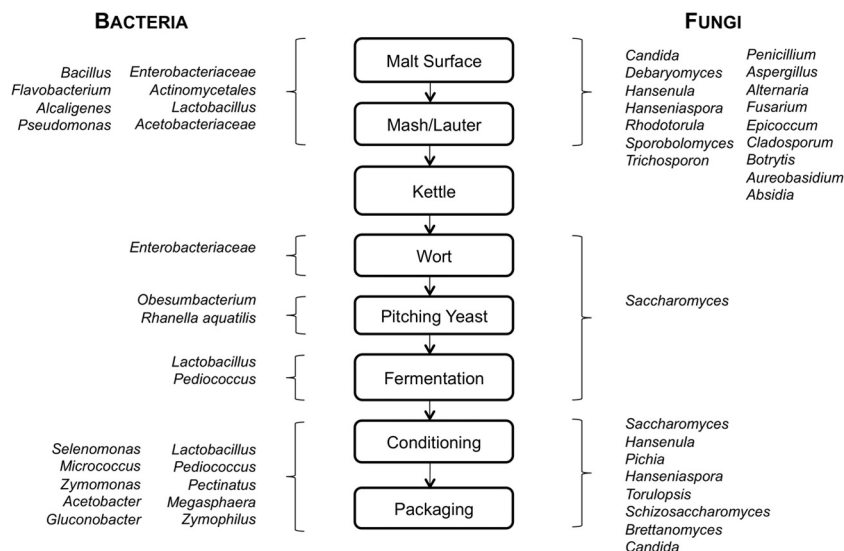 BACTERIA
FUNGI
Bacillus Enterobacteriaceae
Flavobacterium Actinomycetales
Alcaligenes Lactobacillus
Pseudomonas Acetobacteriaceae
Malt Surface
Mash/Lauter
Candida Penicillium
Debaryomyces Aspergillus
Hansenula Alternaria
Hanseniaspora Fusarium
Rhodotorula Epicoccum
Sporobolomyces Cladosporum
Trichosporon Botrytis
Aureobasidium
Absidia
Kettle
Enterobacteriaceae
Wort
Obesumbacterium
Rhanella aquatilis
Pitching Yeast
Saccharomyces
Lactobacillus
Pediococcus
Fermentation
Selenomonas Lactobacillus
Micrococcus Pediococcus
Zymomonas Pectinatus
Acetobacter Megasphaera
Gluconobacter Zymophilus
Conditioning
Packaging
Saccharomyces
Hansenula
Pichia
Hanseniaspora
Torulopsis
Schizosaccharomyces
Brettanomyces
Candida